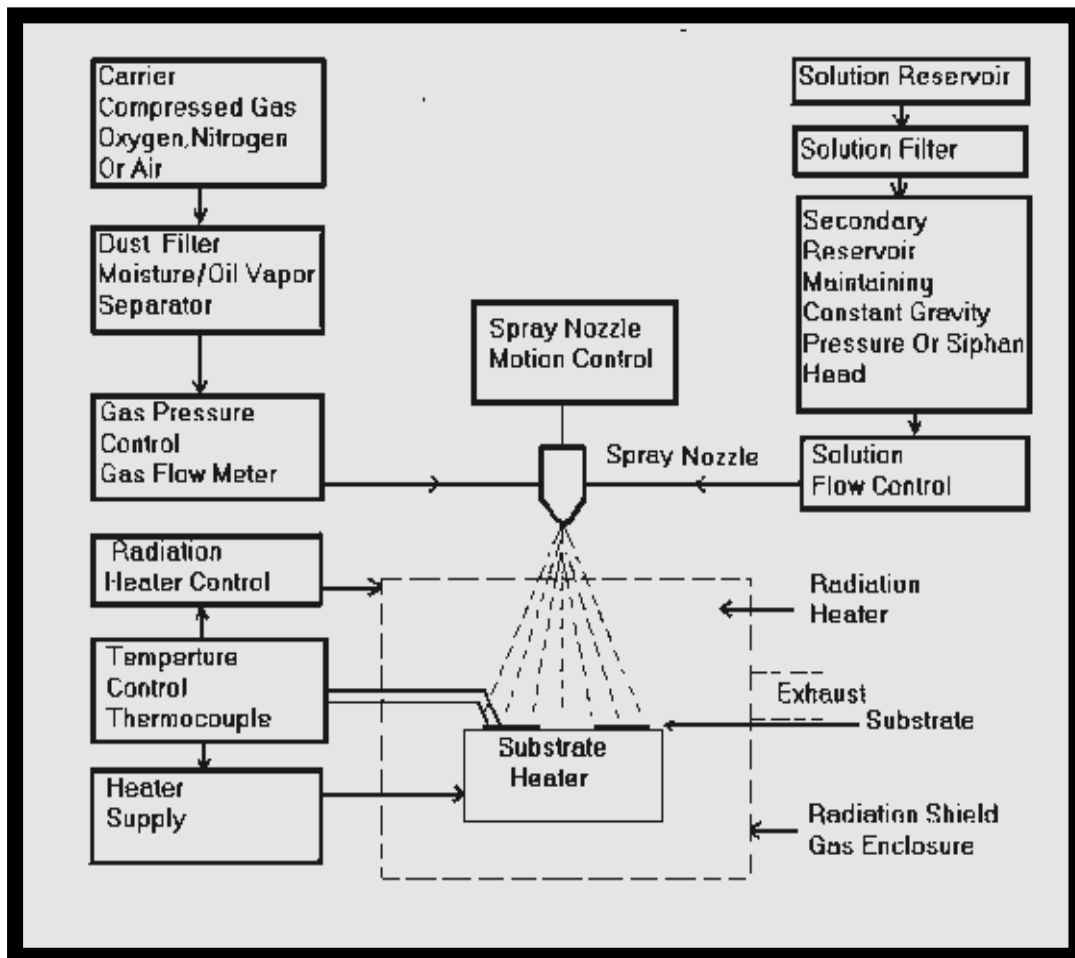 Carrier
Compressed Gas
Oxygen,Nitrogen
Or Air
Dust Filter
Moisture/Oil Vapor
Separator
Gas Pressure
Control
Gas Flow Meter
Radiation
Heater Control
Temperture
Control
Thermocouple
Heater
Supply
Spray Nozzle
Motion Control
Spray Nozzle
Substrate
Heater
Solution Reservoir
Solution Filter
Secondary
Reservoir
Maintaining
Constant Gravity
Pressure Or Siphan
Head
Solution
Flow Control
Radiation
Heater
Exhaust
Substrate
Radiation Shield
Gas Enclosure